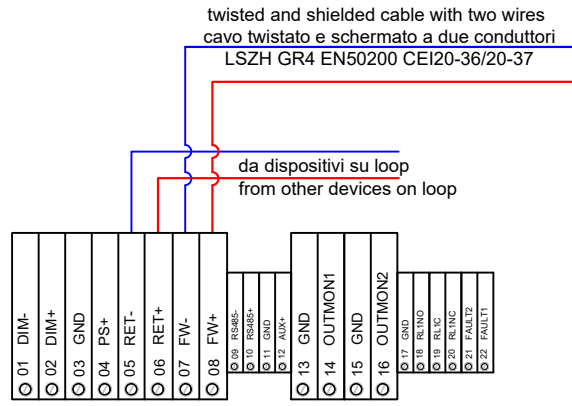 twisted and shielded cable with two wires
cavo twistato e schermato a due conduttori
LSZH GR4 EN50200 CEI20-36/20-37
da dispositivi su loop
from other devices on loop
01 DIM-
02 DIM+
03 GND
04 PS+
05 RET-
06 RET+
07 FW-
08 FW+
09 RS485-
10 RS485+
11 GND
12 AUX+
13 GND
14 OUTMON1
15 GND
16 OUTMON2
17 GND
18 RL1NO
19 RL1C
20 RL1NC
21 FAULT2
22 FAULT1